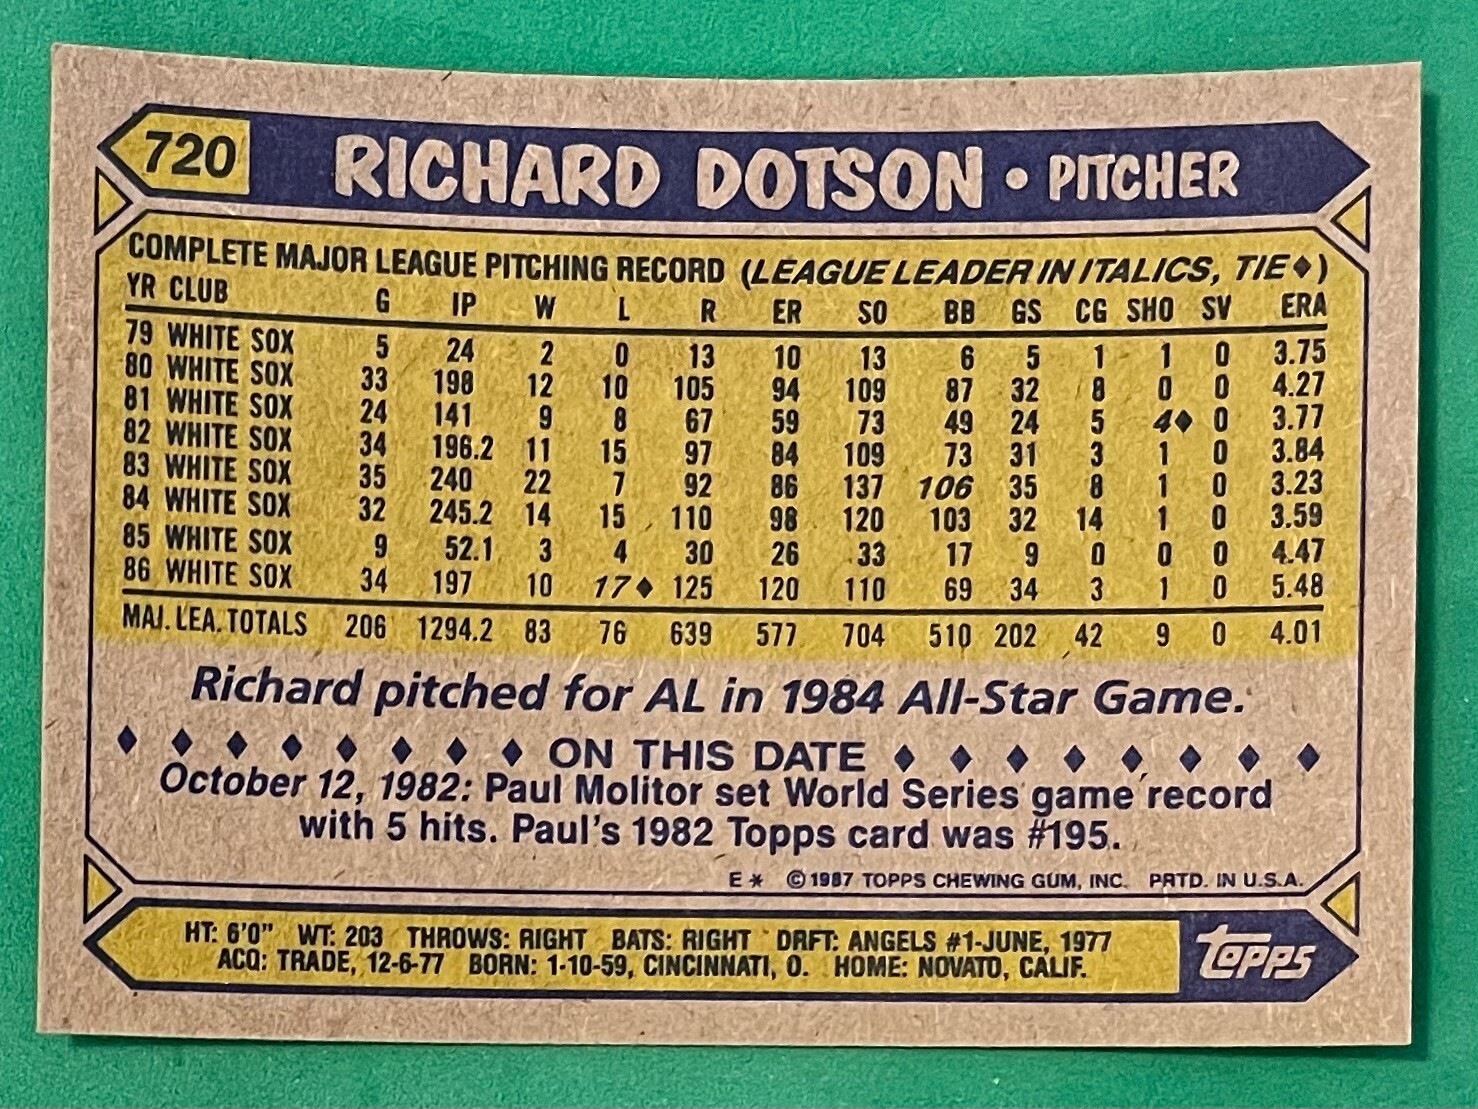 720 RICHARD DOTSON • PITCHER
COMPLETE MAJOR LEAGUE PITCHING RECORD (LEAGUE LEADER IN ITALICS, TIE♦)
YR CLUB G IP W L R ER SO BB GS CG SHO SV ERA
79 WHITE SOX 5 24 2 0 13 10 13 6 5 1 1 0 3.75
80 WHITE SOX 33 198 12 10 105 94 109 87 32 8 0 0 4.27
81 WHITE SOX 24 141 9 8 67 59 73 49 24 5 4♦ 0 3.77
82 WHITE SOX 34 196.2 11 15 97 84 109 73 31 3 1 0 3.84
83 WHITE SOX 35 240 22 7 92 86 137 106 35 8 1 0 3.23
84 WHITE SOX 32 245.2 14 15 110 98 120 103 32 14 1 0 3.59
85 WHITE SOX 9 52.1 3 4 30 26 33 17 9 0 0 0 4.47
86 WHITE SOX 34 197 10 17♦ 125 120 110 69 34 3 1 0 5.48
MAJ. LEA. TOTALS 206 1294.2 83 76 639 577 704 510 202 42 9 0 4.01
Richard pitched for AL in 1984 All-Star Game.
♦ ♦ ♦ ♦ ♦ ♦ ♦ ♦ ON THIS DATE ♦ ♦ ♦ ♦ ♦ ♦ ♦ ♦
October 12, 1982: Paul Molitor set World Series game record
with 5 hits. Paul's 1982 Topps card was #195.
E* ©1987 TOPPS CHEWING GUM, INC. PRTD. IN U.S.A.
HT: 6'0" WT: 203 THROWS: RIGHT BATS: RIGHT DRFT: ANGELS #1-JUNE, 1977
ACQ: TRADE, 12-6-77 BORN: 1-10-59, CINCINNATI, O. HOME: NOVATO, CALIF.
Topps